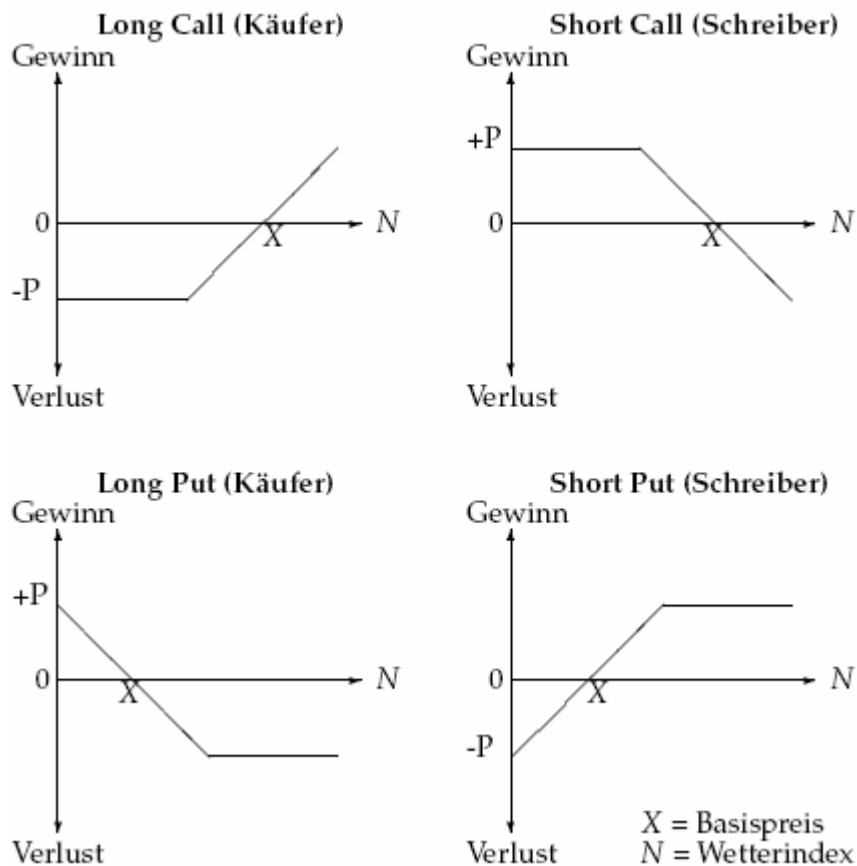 Long Call (Käufer)
Gewinn
0
-P
X
N
Verlust
Short Call (Schreiber)
Gewinn
+P
0
X
N
Verlust
Long Put (Käufer)
Gewinn
+P
0
X
N
Verlust
Short Put (Schreiber)
Gewinn
0
-P
X
N
Verlust
X = Basispreis
N = Wetterindex